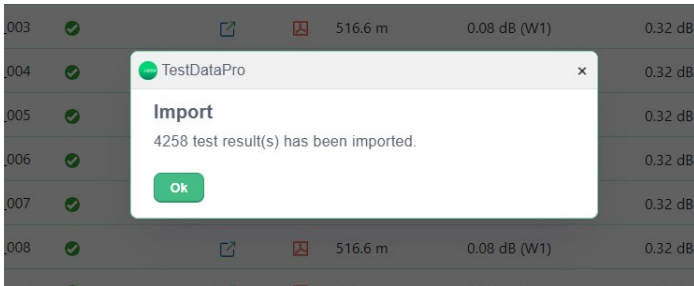 _003 516.6 m 0.08 dB (W1) 0.32 dB
_004 0.32 dB
TestDataPro ×
_005 0.32 dB
Import
4258 test result(s) has been imported.
_006 0.32 dB
Ok
_007 0.32 dB
_008 516.6 m 0.08 dB (W1) 0.32 dB